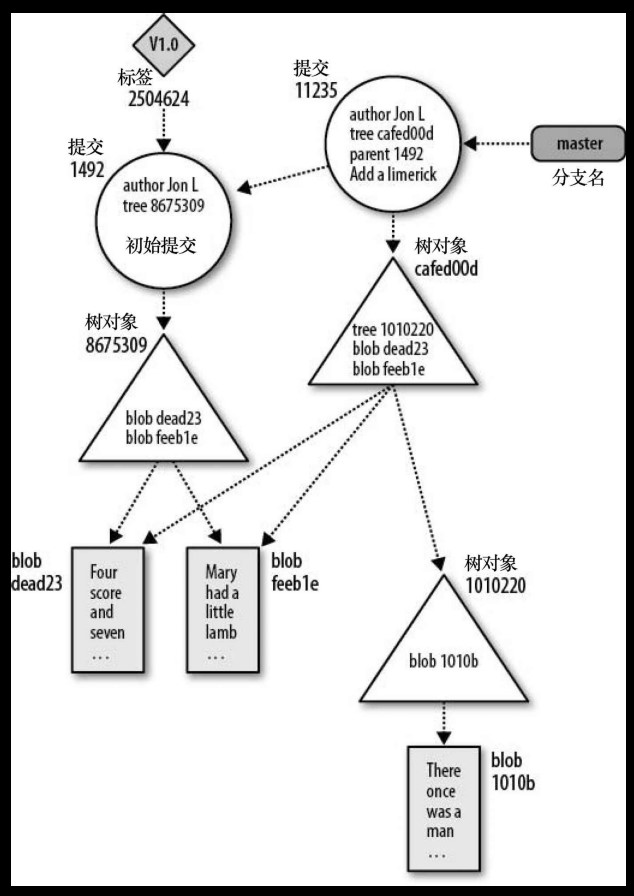 V1.0
标签
2504624
提交
11235
author Jon L
tree cafed00d
parent 1492
Add a limerick
master
分支名
提交
1492
author Jon L
tree 8675309
初始提交
树对象
cafed00d
tree 1010220
blob dead23
blob feeb1e
树对象
8675309
blob dead23
blob feeb1e
blob
dead23
Four
score
and
seven
...
Mary
had a
little
lamb
...
blob
feeb1e
树对象
1010220
blob 1010b
There
once
was a
man
...
blob
1010b